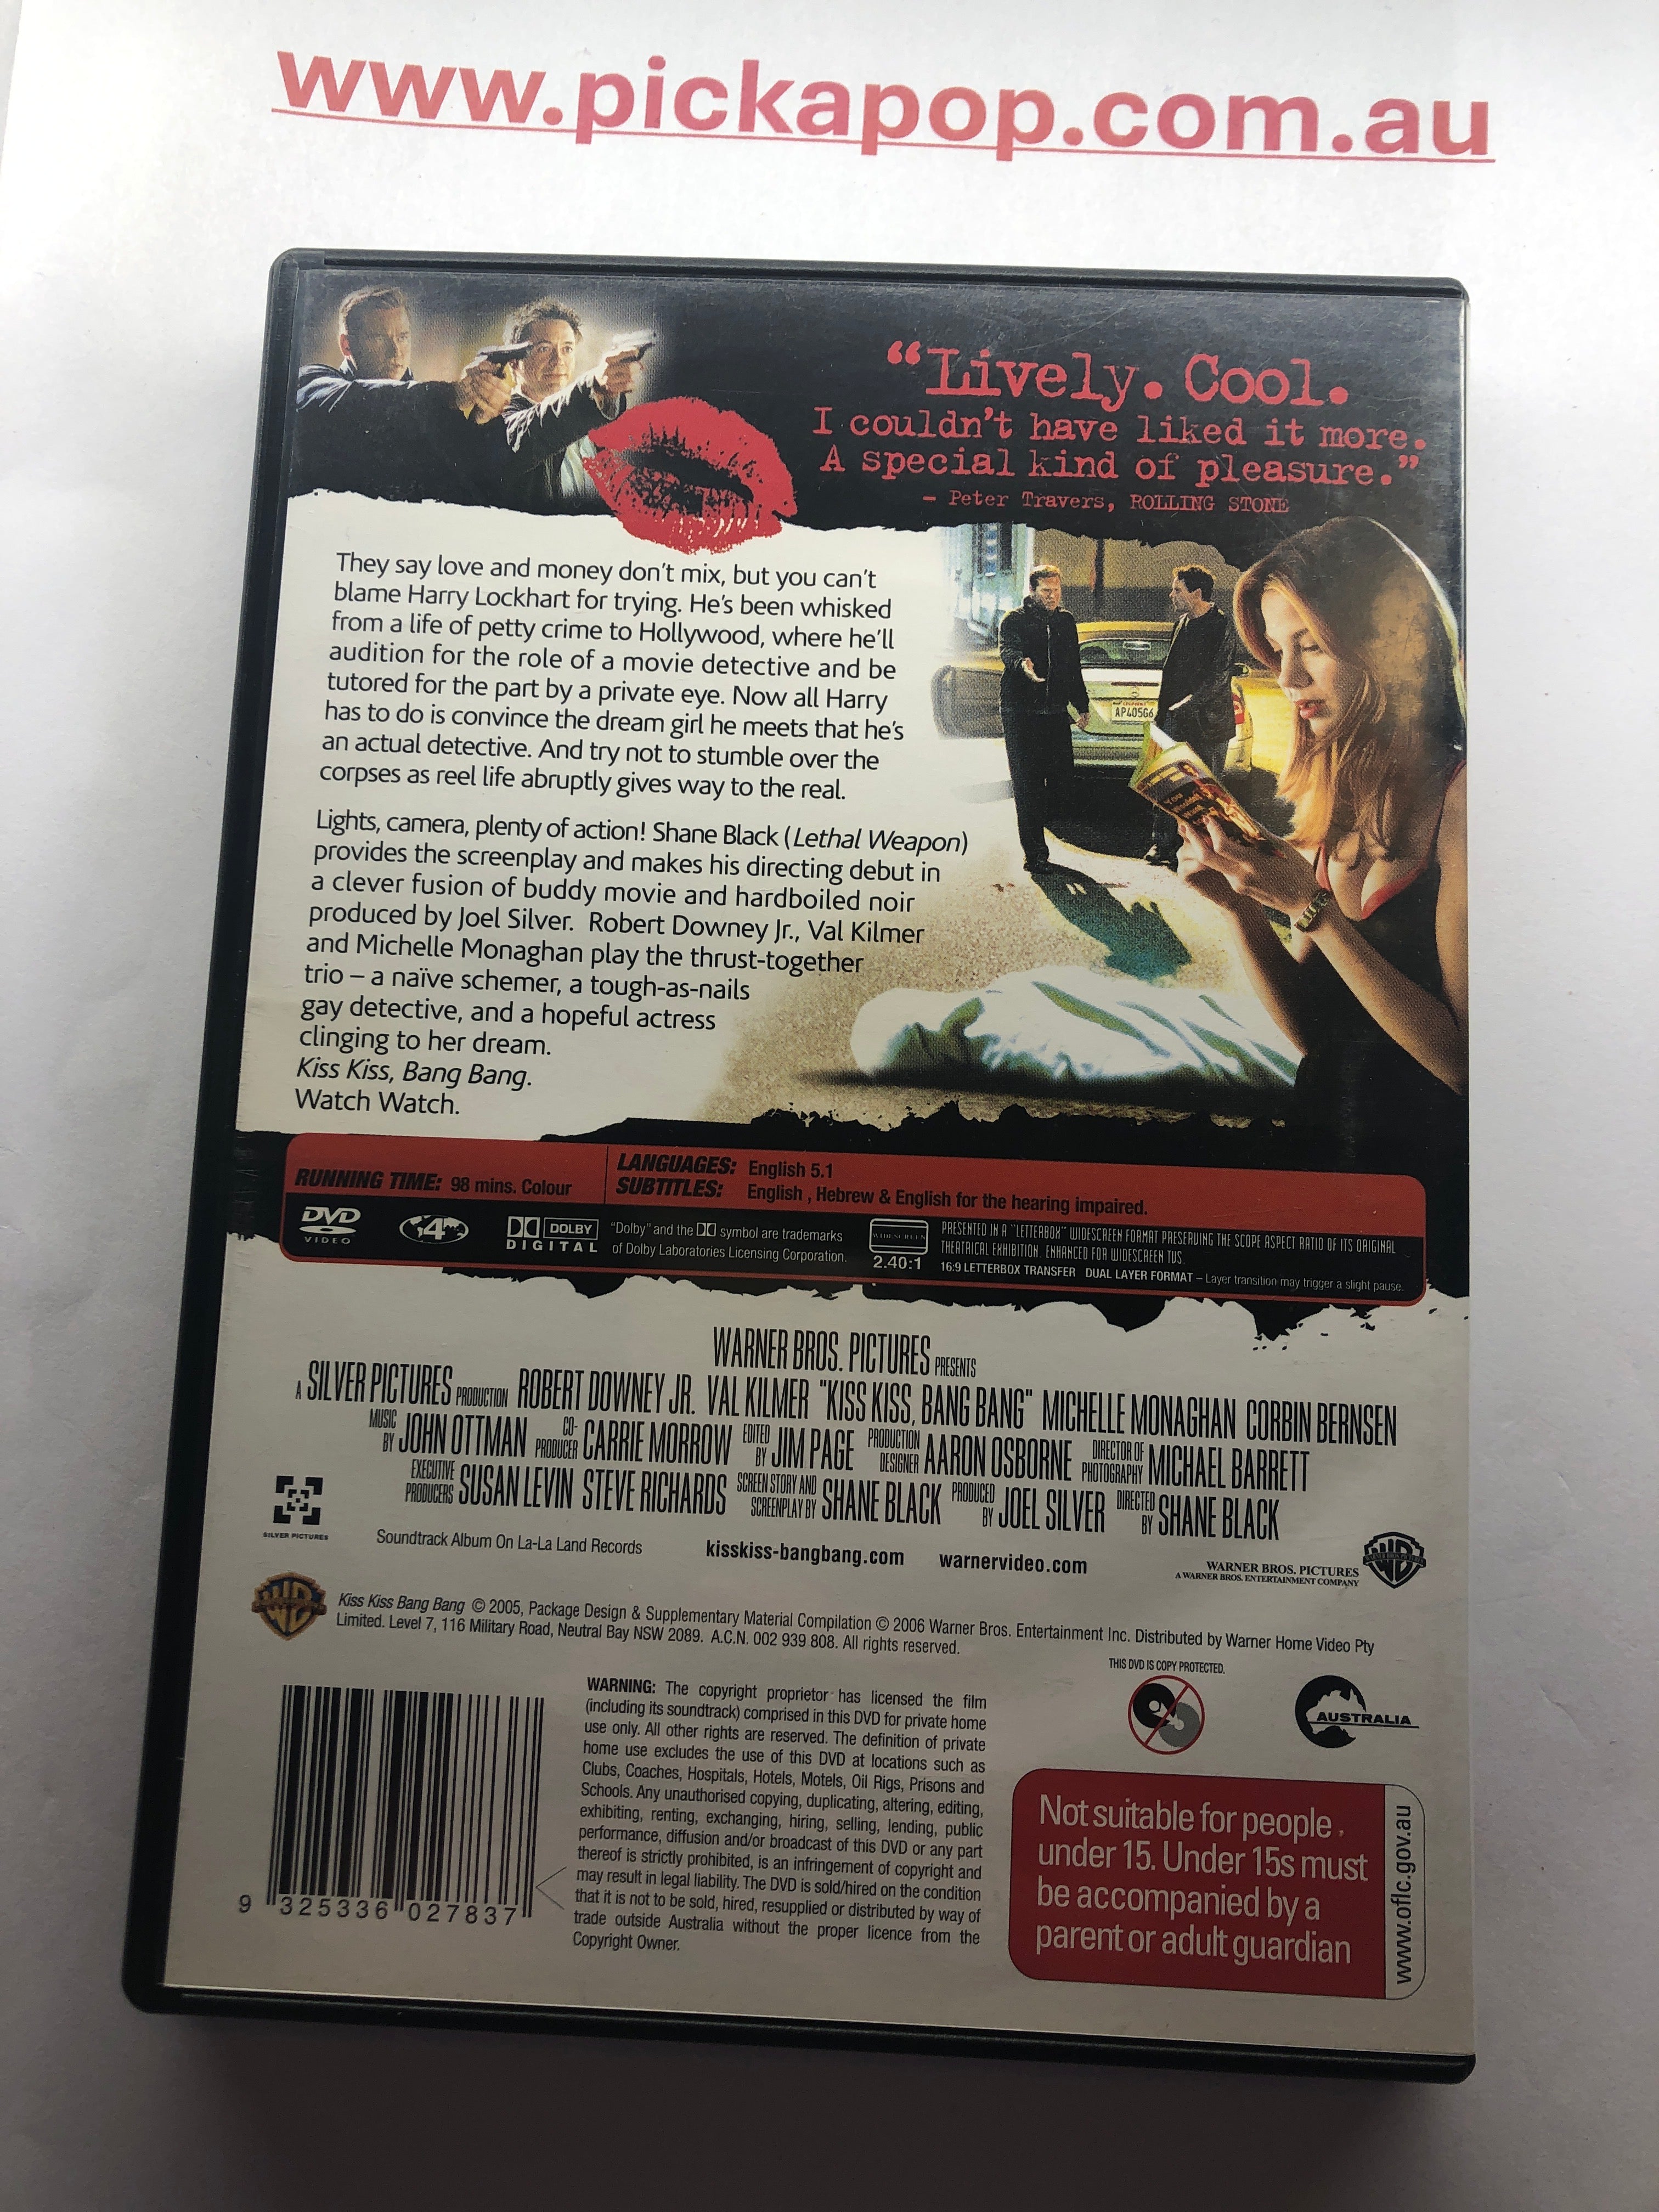 www.pickapop.com.au
“Lively. Cool.
I couldn’t have liked it more.
A special kind of pleasure.”
– Peter Travers, ROLLING STONE
They say love and money don’t mix, but you can’t
blame Harry Lockhart for trying. He’s been whisked
from a life of petty crime to Hollywood, where he’ll
audition for the role of a movie detective and be
tutored for the part by a private eye. Now all Harry
has to do is convince the dream girl he meets that he’s
an actual detective. And try not to stumble over the
corpses as reel life abruptly gives way to the real.
AP405G6
You
Lights, camera, plenty of action! Shane Black (Lethal Weapon)
provides the screenplay and makes his directing debut in
a clever fusion of buddy movie and hardboiled noir
produced by Joel Silver. Robert Downey Jr., Val Kilmer
and Michelle Monaghan play the thrust-together
trio – a naïve schemer, a tough-as-nails
gay detective, and a hopeful actress
clinging to her dream.
Kiss Kiss, Bang Bang.
Watch Watch.
RUNNING TIME: 98 mins. Colour
LANGUAGES: English 5.1
SUBTITLES: English , Hebrew & English for the hearing impaired.
DVD
VIDEO
4
DOLBY
DIGITAL
“Dolby” and the DD symbol are trademarks
of Dolby Laboratories Licensing Corporation.
WIDESCREEN
2.40:1
PRESENTED IN A “LETTERBOX” WIDESCREEN FORMAT PRESERVING THE SCOPE ASPECT RATIO OF ITS ORIGINAL
THEATRICAL EXHIBITION. ENHANCED FOR WIDESCREEN TVS.
16:9 LETTERBOX TRANSFER DUAL LAYER FORMAT – Layer transition may trigger a slight pause.
WARNER BROS. PICTURES PRESENTS
A SILVER PICTURES PRODUCTION ROBERT DOWNEY JR. VAL KILMER "KISS KISS, BANG BANG" MICHELLE MONAGHAN CORBIN BERNSEN
MUSIC BY JOHN OTTMAN CO-PRODUCER CARRIE MORROW EDITED BY JIM PAGE PRODUCTION DESIGNER AARON OSBORNE DIRECTOR OF PHOTOGRAPHY MICHAEL BARRETT
EXECUTIVE PRODUCERS SUSAN LEVIN STEVE RICHARDS SCREEN STORY AND SCREENPLAY BY SHANE BLACK PRODUCED BY JOEL SILVER DIRECTED BY SHANE BLACK
SILVER PICTURES
Soundtrack Album On La-La Land Records
kisskiss-bangbang.com warnervideo.com
WARNER BROS. PICTURES
A WARNER BROS. ENTERTAINMENT COMPANY
Kiss Kiss Bang Bang © 2005, Package Design & Supplementary Material Compilation © 2006 Warner Bros. Entertainment Inc. Distributed by Warner Home Video Pty
Limited. Level 7, 116 Military Road, Neutral Bay NSW 2089. A.C.N. 002 939 808. All rights reserved.
9 325336 027837
WARNING: The copyright proprietor has licensed the film
(including its soundtrack) comprised in this DVD for private home
use only. All other rights are reserved. The definition of private
home use excludes the use of this DVD at locations such as
Clubs, Coaches, Hospitals, Hotels, Motels, Oil Rigs, Prisons and
Schools. Any unauthorised copying, duplicating, altering, editing,
exhibiting, renting, exchanging, hiring, selling, lending, public
performance, diffusion and/or broadcast of this DVD or any part
thereof is strictly prohibited, is an infringement of copyright and
may result in legal liability. The DVD is sold/hired on the condition
that it is not to be sold, hired, resupplied or distributed by way of
trade outside Australia without the proper licence from the
Copyright Owner.
THIS DVD IS COPY PROTECTED.
AUSTRALIA
Not suitable for people
under 15. Under 15s must
be accompanied by a
parent or adult guardian
www.oflc.gov.au